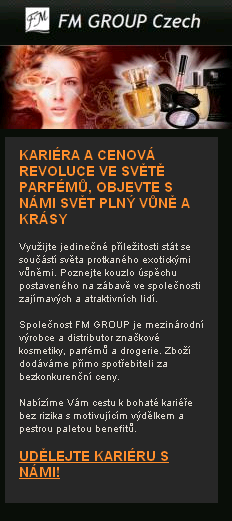 FM FM GROUP Czech
KARIÉRA A CENOVÁ
REVOLUCE VE SVĚTĚ
PARFÉMŮ, OBJEVTE S
NÁMI SVĚT PLNÝ VŮNĚ A
KRÁSY
Využijte jedinečné příležitosti stát se
součástí světa protkaného exotickými
vůněmi. Poznejte kouzlo úspěchu
postaveného na zábavě ve společnosti
zajímavých a atraktivních lidí.
Společnost FM GROUP je mezinárodní
výrobce a distributor značkové
kosmetiky, parfémů a drogerie. Zboží
dodáváme přímo spotřebiteli za
bezkonkurenční ceny.
Nabízíme Vám cestu k bohaté kariéře
bez rizika s motivujícím výdělkem a
pestrou paletou benefitů.
UDĚLEJTE KARIÉRU S
NÁMI!